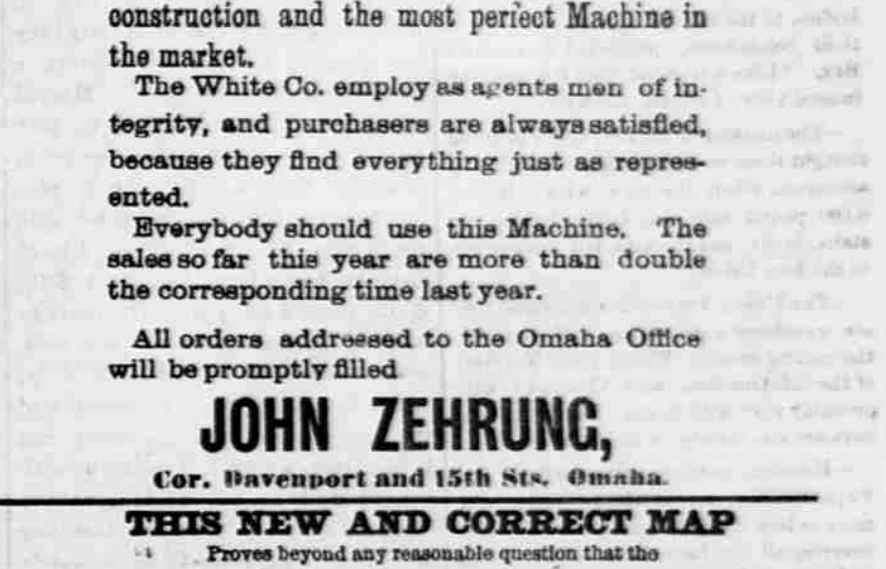 construction and the most perfect Machine in
the market.
The White Co. employ as agents men of in-
tegrity, and purchasers are always satisfied,
because they find everything just as repres-
ented.
Everybody should use this Machine. The
sales so far this year are more than double
the corresponding time last year.
All orders addressed to the Omaha Office
will be promptly filled
JOHN ZEHRUNG,
Cor. Davenport and 15th Sts. Omaha.
THIS NEW AND CORRECT MAP
Proves beyond any reasonable question that the